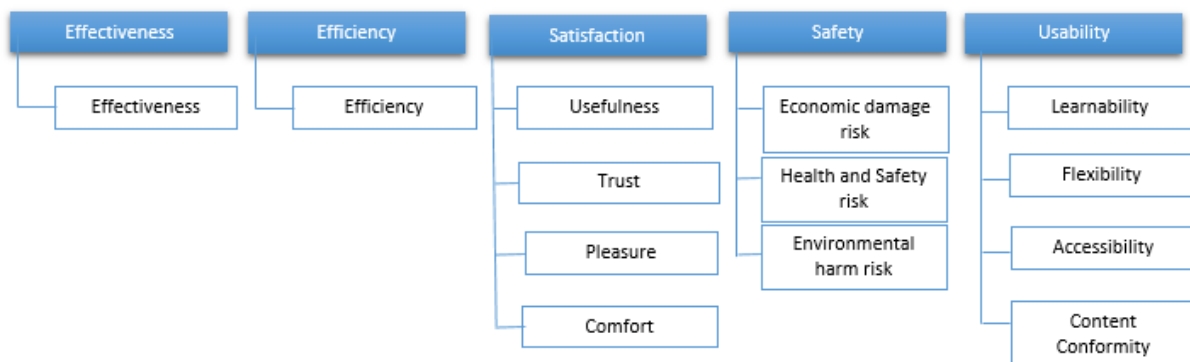 Effectiveness
Effectiveness
Efficiency
Efficiency
Satisfaction
Usefulness
Trust
Pleasure
Comfort
Safety
Economic damage
risk
Health and Safety
risk
Environmental
harm risk
Usability
Learnability
Flexibility
Accessibility
Content
Conformity